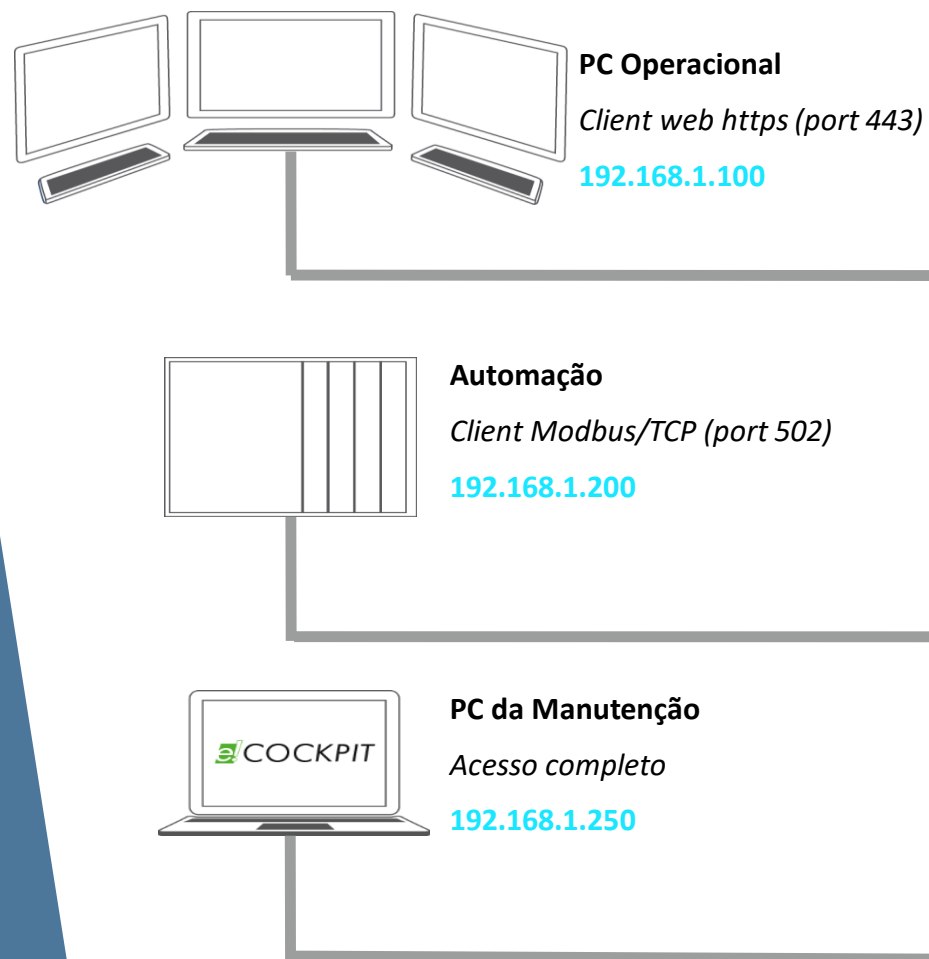 PC Operacional
Client web https (port 443)
192.168.1.100
Automação
Client Modbus/TCP (port 502)
192.168.1.200
e!COCKPIT
PC da Manutenção
Acesso completo
192.168.1.250